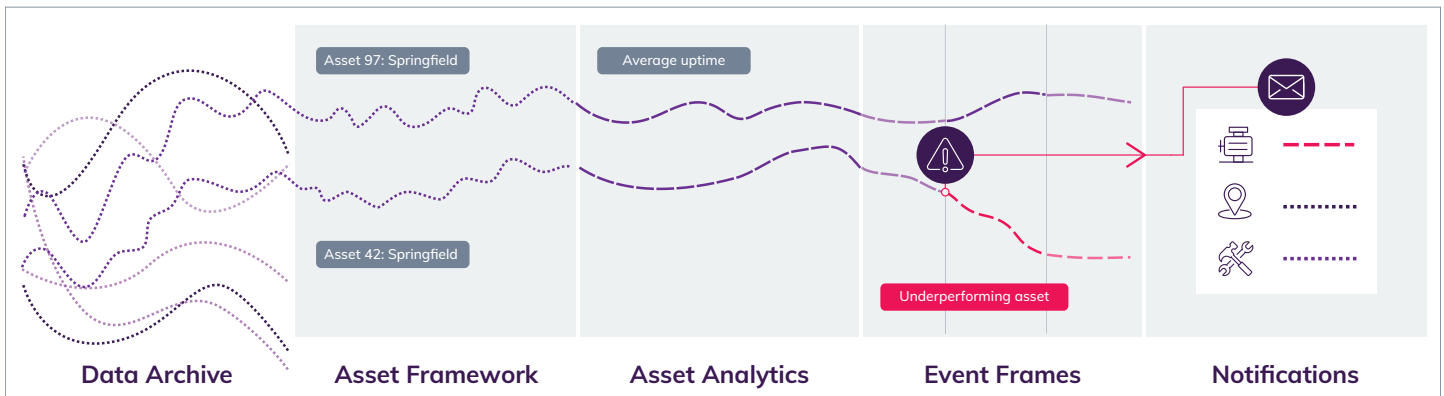 Asset 97: Springfield
Average uptime
Asset 42: Springfield
Underperforming asset
Data Archive
Asset Framework
Asset Analytics
Event Frames
Notifications